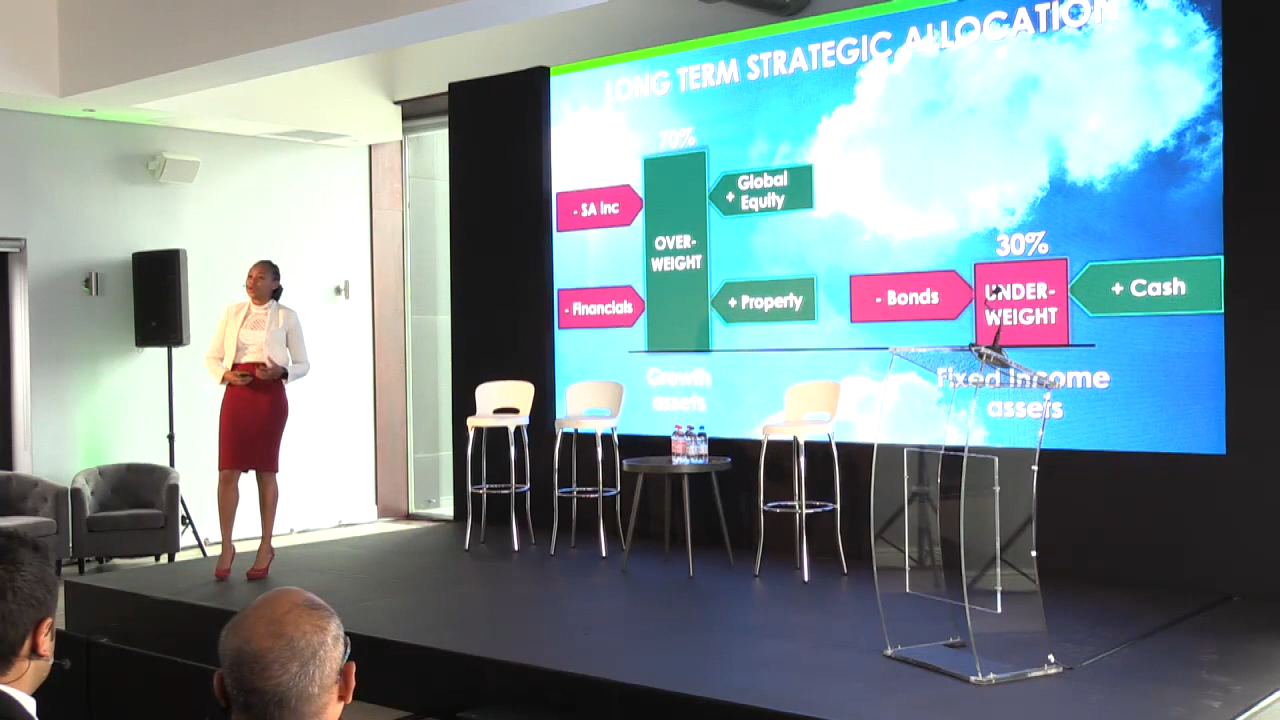 LONG TERM STRATEGIC ALLOCATION
70%
- SA Inc
+ Global
Equity
OVER-
WEIGHT
- Financials
+ Property
Growth
assets
30%
- Bonds
UNDER-
WEIGHT
+ Cash
Fixed Income
assets